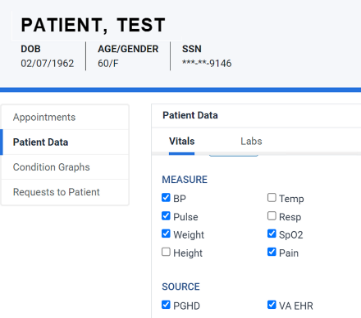 PATIENT, TEST
DOB AGE/GENDER SSN
02/07/1962 60/F ***-**-9146
Appointments
Patient Data
Condition Graphs
Requests to Patient
Patient Data
Vitals Labs
MEASURE
BP Temp
Pulse Resp
Weight SpO2
Height Pain
SOURCE
PGHD VA EHR